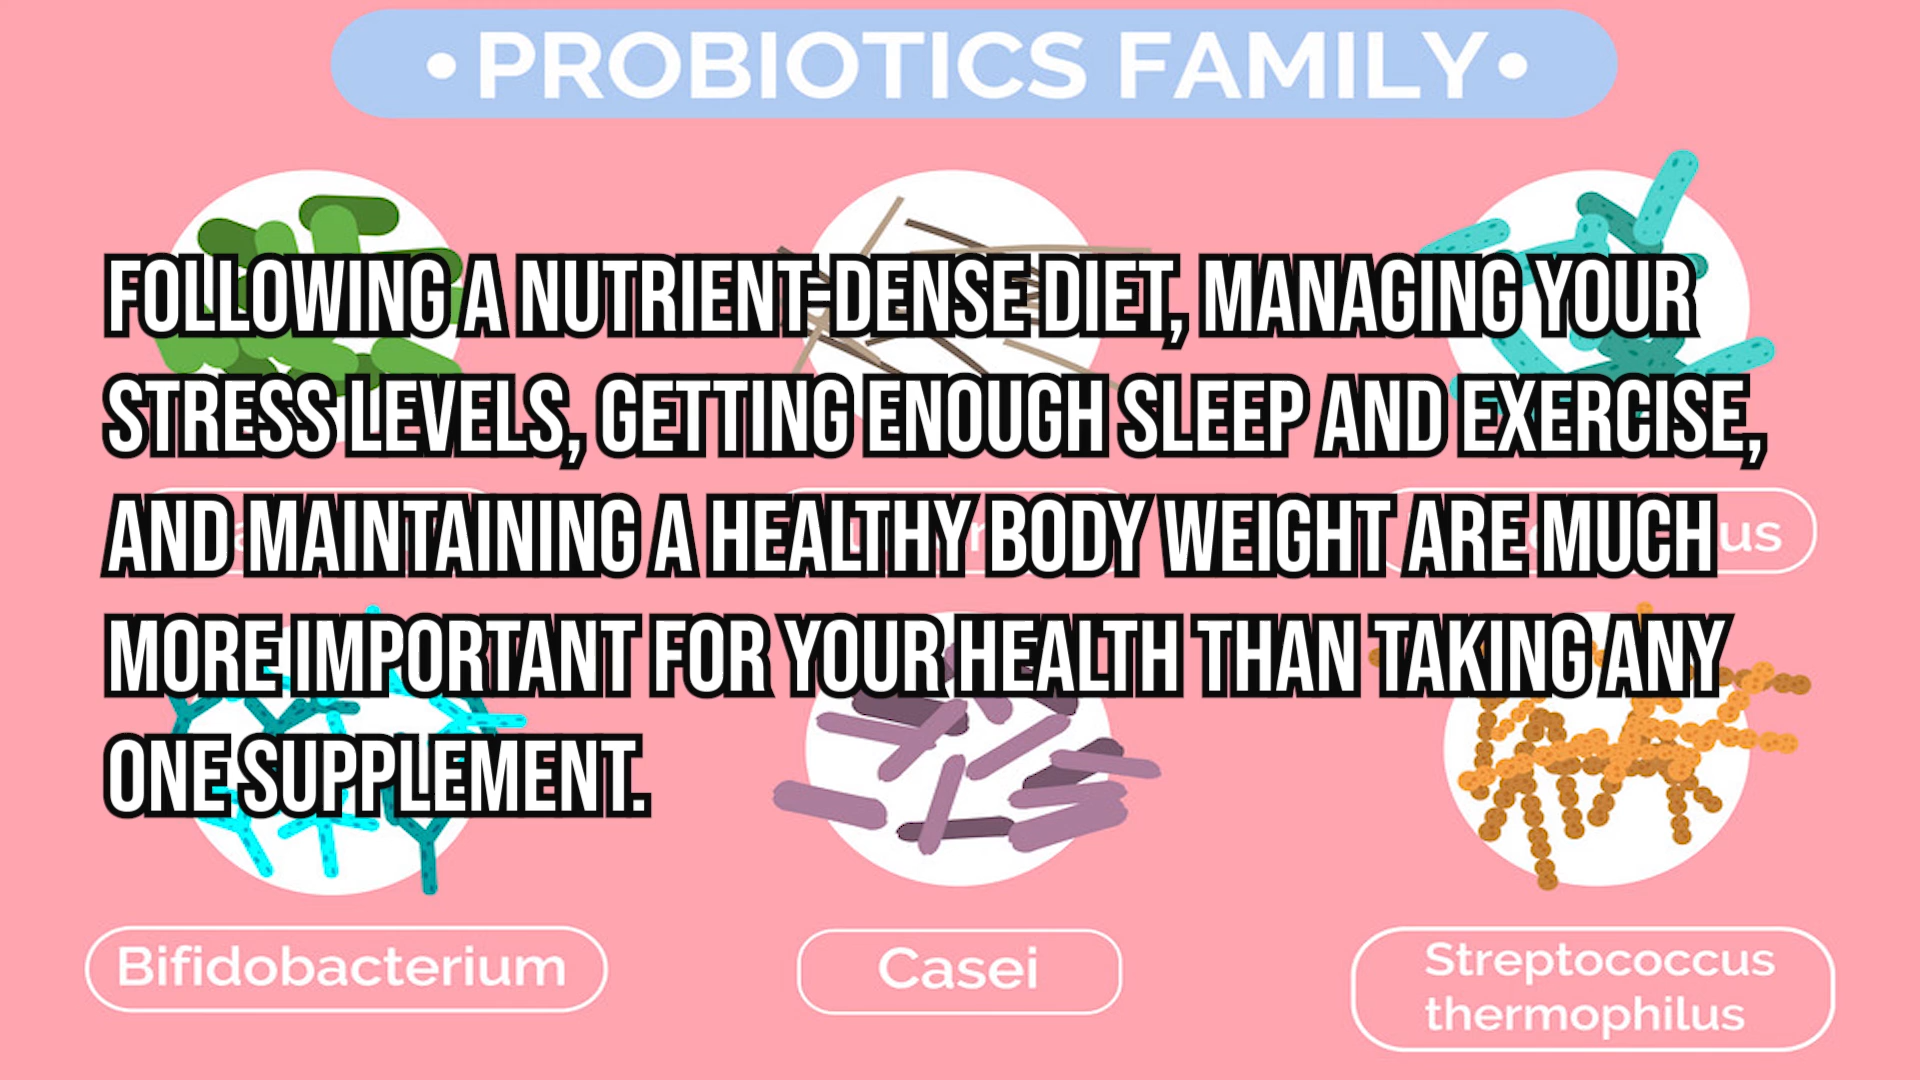 • PROBIOTICS FAMILY •
FOLLOWING A NUTRIENT-DENSE DIET, MANAGING YOUR
STRESS LEVELS, GETTING ENOUGH SLEEP AND EXERCISE,
AND MAINTAINING A HEALTHY BODY WEIGHT ARE MUCH
MORE IMPORTANT FOR YOUR HEALTH THAN TAKING ANY
ONE SUPPLEMENT.
Bifidobacterium
Casei
Streptococcus
thermophilus